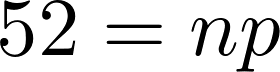 52 = np